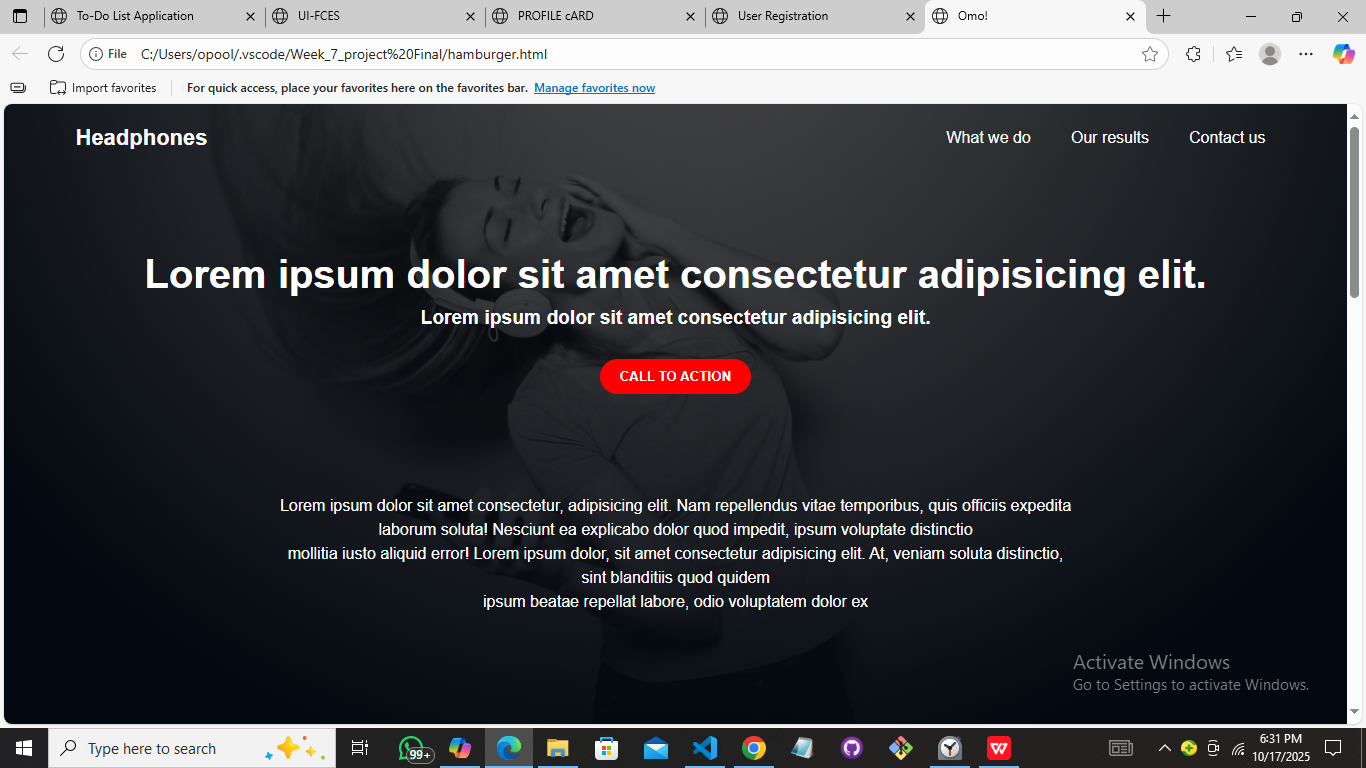 To-Do List Application
UI-FCES
PROFILE cARD
User Registration
Omo!
File
C:/Users/opool/.vscode/Week_7_project%20Final/hamburger.html
Import favorites
For quick access, place your favorites here on the favorites bar. Manage favorites now
Headphones
What we do
Our results
Contact us
Lorem ipsum dolor sit amet consectetur adipisicing elit.
Lorem ipsum dolor sit amet consectetur adipisicing elit.
CALL TO ACTION
Lorem ipsum dolor sit amet consectetur, adipisicing elit. Nam repellendus vitae temporibus, quis officiis expedita
laborum soluta! Nesciunt ea explicabo dolor quod impedit, ipsum voluptate distinctio
mollitia iusto aliquid error! Lorem ipsum dolor, sit amet consectetur adipisicing elit. At, veniam soluta distinctio,
sint blanditiis quod quidem
ipsum beatae repellat labore, odio voluptatem dolor ex
Activate Windows
Go to Settings to activate Windows.
Type here to search
99+
W
6:31 PM
10/17/2025